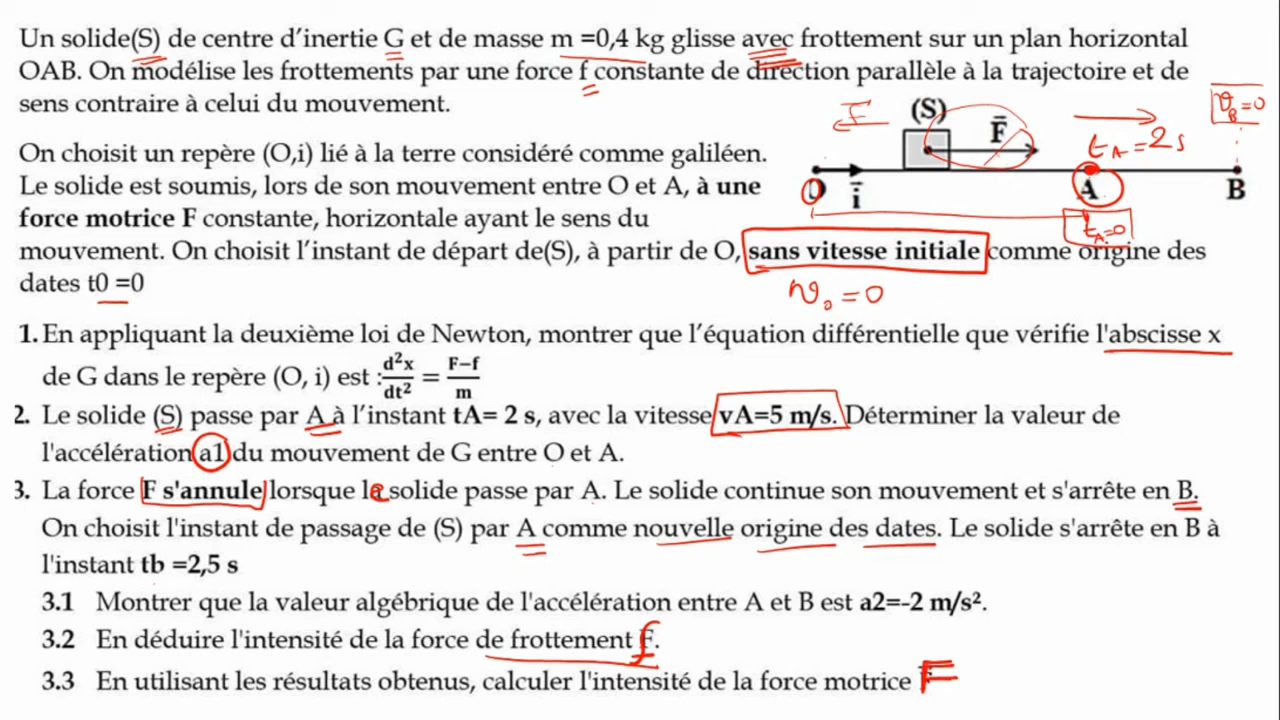 Un solide(S) de centre d’inertie G et de masse m =0,4 kg glisse avec frottement sur un plan horizontal
OAB. On modélise les frottements par une force f constante de direction parallèle à la trajectoire et de
sens contraire à celui du mouvement.
On choisit un repère (O,i) lié à la terre considéré comme galiléen.
Le solide est soumis, lors de son mouvement entre O et A, à une
force motrice F constante, horizontale ayant le sens du
mouvement. On choisit l’instant de départ de(S), à partir de O, sans vitesse initiale comme origine des
dates t0 =0
F
(S)
F
tA=2s
vB=0
O
i
A
B
tA=0
v0=0
1. En appliquant la deuxième loi de Newton, montrer que l’équation différentielle que vérifie l'abscisse x
de G dans le repère (O, i) est : d²x/dt² = F−f/m
2. Le solide (S) passe par A à l’instant tA= 2 s, avec la vitesse vA=5 m/s. Déterminer la valeur de
l'accélération a1 du mouvement de G entre O et A.
3. La force F s'annule lorsque le solide passe par A. Le solide continue son mouvement et s'arrête en B.
On choisit l'instant de passage de (S) par A comme nouvelle origine des dates. Le solide s'arrête en B à
l'instant tb =2,5 s
3.1 Montrer que la valeur algébrique de l'accélération entre A et B est a2=-2 m/s².
3.2 En déduire l'intensité de la force de frottement f.
3.3 En utilisant les résultats obtenus, calculer l'intensité de la force motrice F